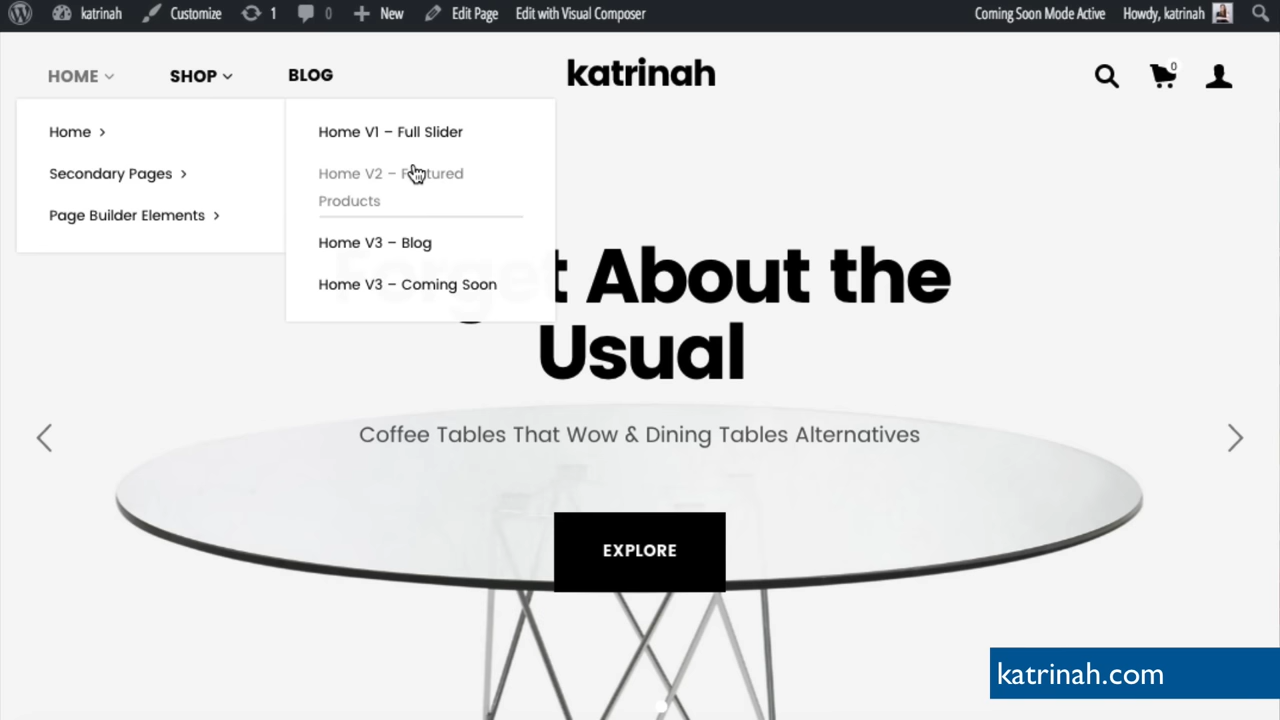 katrinah Customize 1 0 New Edit Page Edit with Visual Composer Coming Soon Mode Active Howdy, katrinah
HOME SHOP BLOG katrinah 0
Home
Secondary Pages
Page Builder Elements
Home V1 – Full Slider
Home V2 – Featured
Products
Home V3 – Blog
Home V3 – Coming Soon
Forget About the
Usual
Coffee Tables That Wow & Dining Tables Alternatives
EXPLORE
katrinah.com